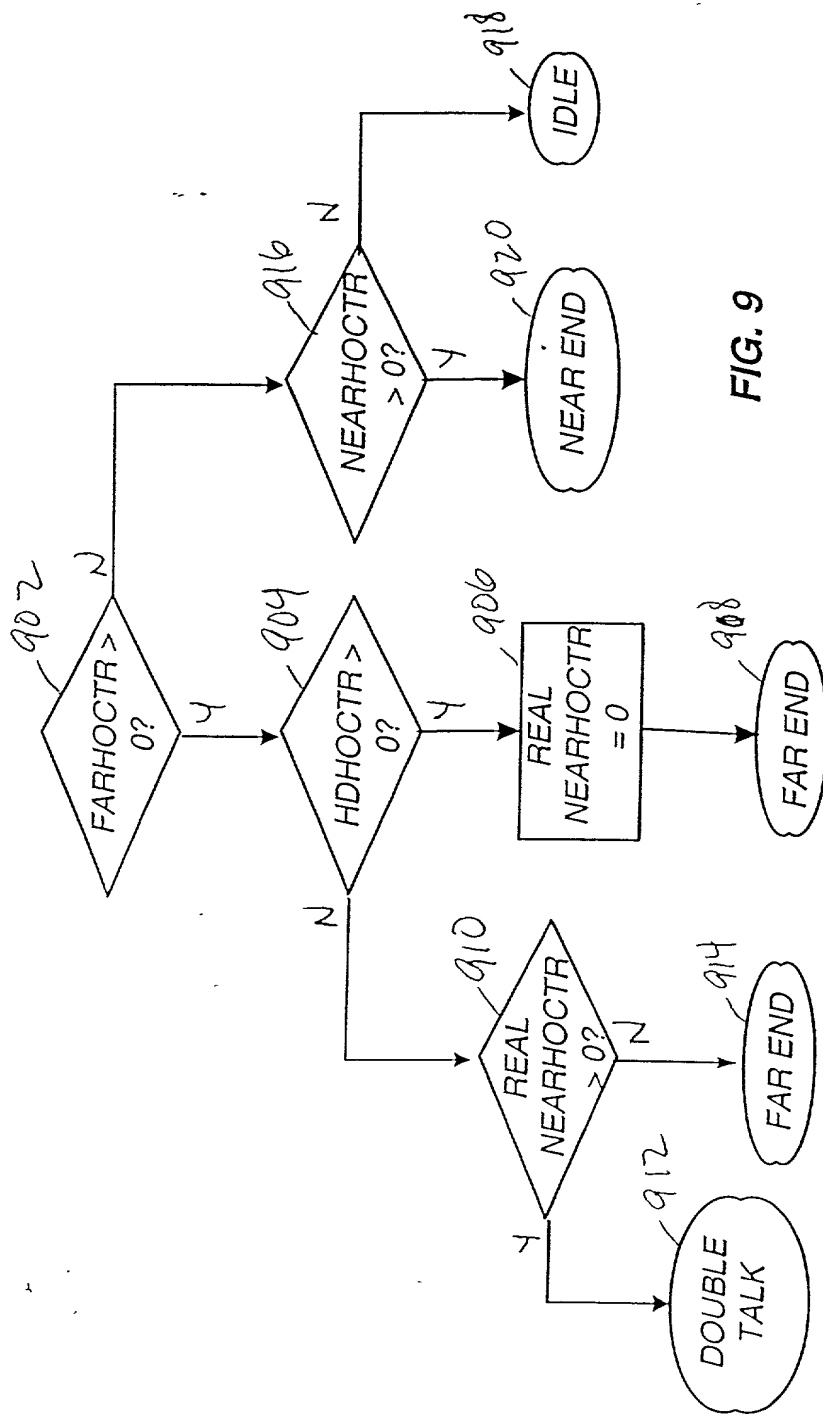 902
FARHOCTR >
0?
N
Y
904
HDHOCTR >
0?
N
Y
916
NEARHOCTR
> 0?
N
Y
918
IDLE
920
NEAR END
906
REAL
NEARHOCTR
= 0
908
FAR END
910
REAL
NEARHOCTR
> 0?
Y
N
912
DOUBLE
TALK
914
FAR END
FIG. 9